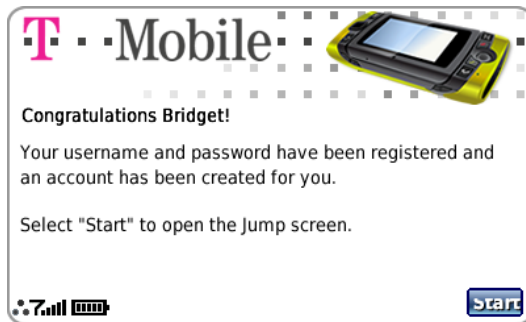 T · · Mobile
Congratulations Bridget!
Your username and password have been registered and
an account has been created for you.
Select "Start" to open the Jump screen.
Start